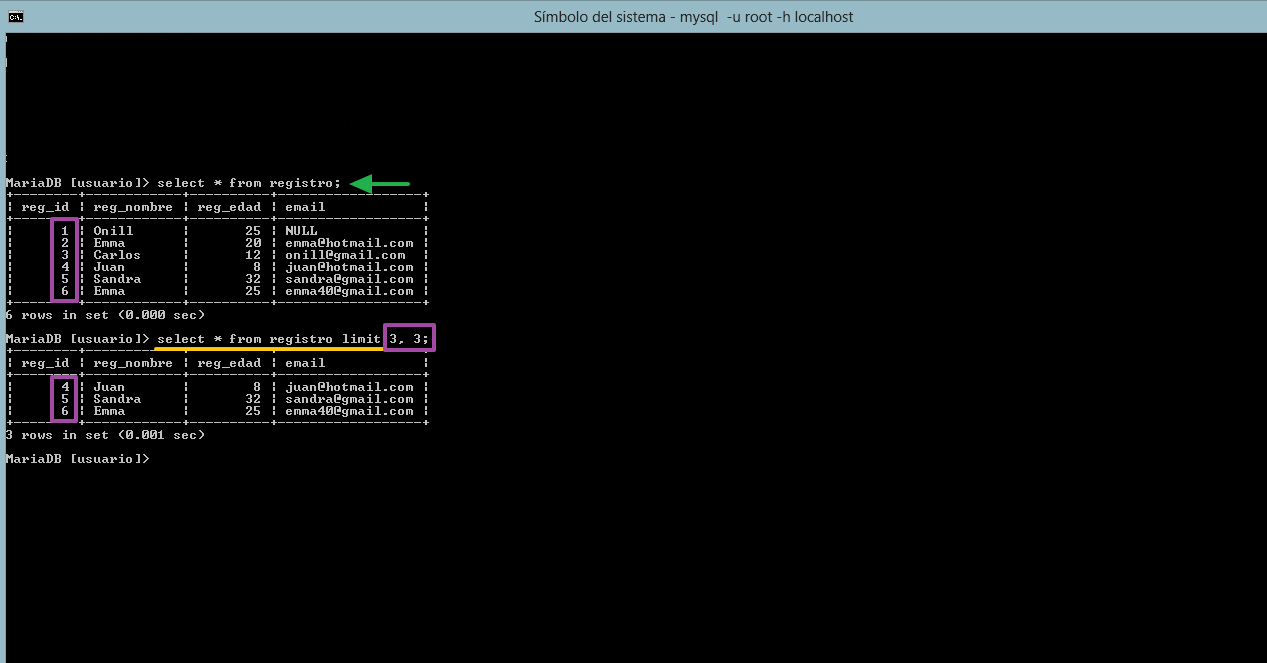 Símbolo del sistema - mysql -u root -h localhost
MariaDB [usuario]> select * from registro;
+--------+------------+----------+------------------+
| reg_id | reg_nombre | reg_edad | email            |
+--------+------------+----------+------------------+
|      1 | Onill      |       25 | NULL             |
|      2 | Emma       |       20 | emma@hotmail.com |
|      3 | Carlos     |       12 | onill@gmail.com  |
|      4 | Juan       |        8 | juan@hotmail.com |
|      5 | Sandra     |       32 | sandra@gmail.com |
|      6 | Emma       |       25 | emma40@gmail.com |
+--------+------------+----------+------------------+
6 rows in set (0.000 sec)
MariaDB [usuario]> select * from registro limit 3, 3;
+--------+------------+----------+------------------+
| reg_id | reg_nombre | reg_edad | email            |
+--------+------------+----------+------------------+
|      4 | Juan       |        8 | juan@hotmail.com |
|      5 | Sandra     |       32 | sandra@gmail.com |
|      6 | Emma       |       25 | emma40@gmail.com |
+--------+------------+----------+------------------+
3 rows in set (0.001 sec)
MariaDB [usuario]>